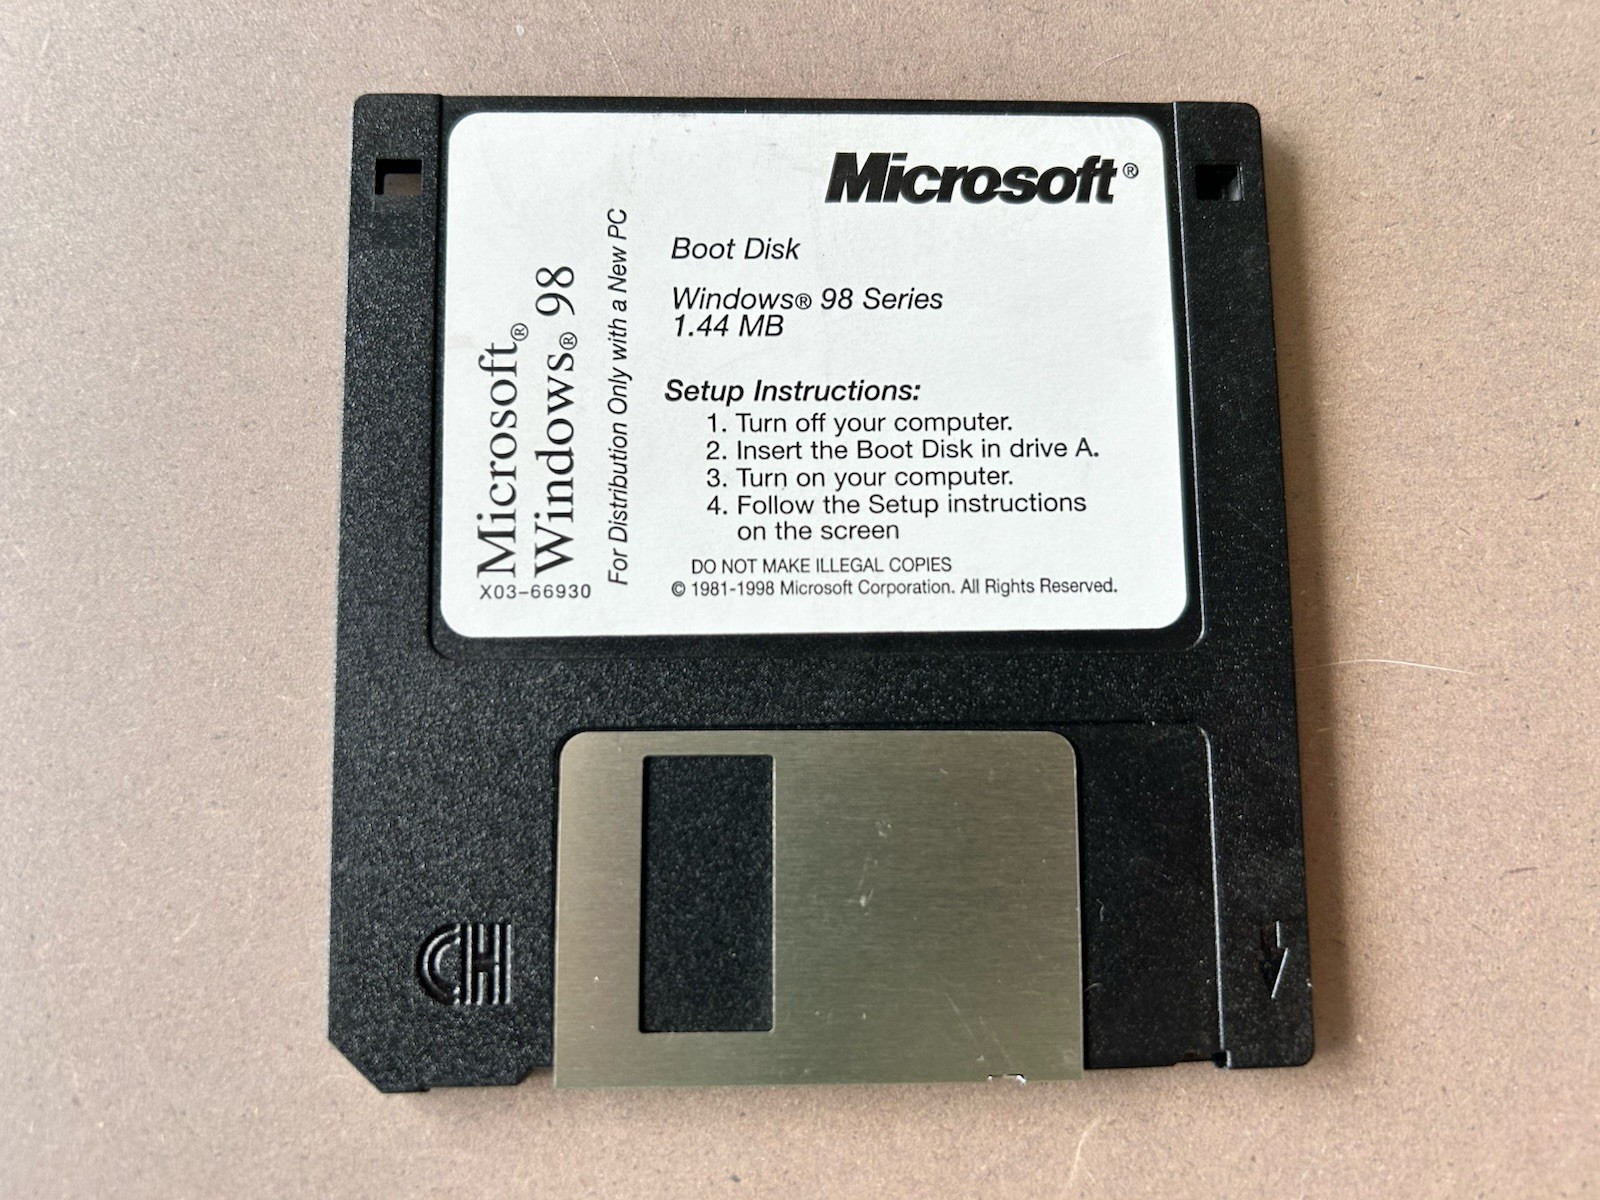 Microsoft®
Boot Disk
Windows® 98 Series
1.44 MB
Setup Instructions:
1. Turn off your computer.
2. Insert the Boot Disk in drive A.
3. Turn on your computer.
4. Follow the Setup instructions
on the screen
DO NOT MAKE ILLEGAL COPIES
© 1981-1998 Microsoft Corporation. All Rights Reserved.
Microsoft®
Windows® 98
For Distribution Only with a New PC
X03-66930
HD